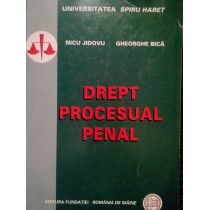 UNIVERSITATEA SPIRU HARET
NICU JIDOVU GHEORGHE BICĂ
DREPT
PROCESUAL
PENAL
EDITURA FUNDAȚIEI ROMÂNIA DE MÂINE